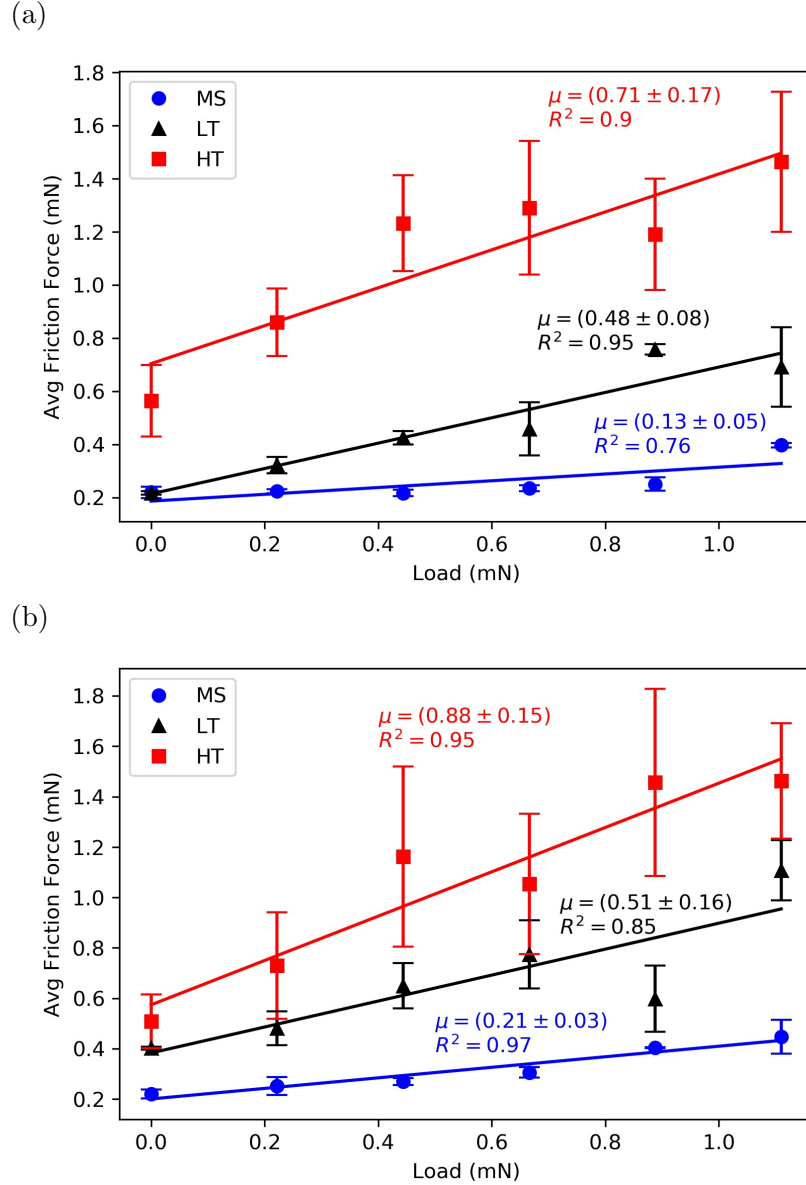 (a)
1.8
1.6
1.4
1.2
1.0
0.8
0.6
0.4
0.2
Avg Friction Force (mN)
MS
LT
HT
μ = (0.71 ± 0.17)
R² = 0.9
μ = (0.48 ± 0.08)
R² = 0.95
μ = (0.13 ± 0.05)
R² = 0.76
0.0 0.2 0.4 0.6 0.8 1.0
Load (mN)
(b)
1.8
1.6
1.4
1.2
1.0
0.8
0.6
0.4
0.2
Avg Friction Force (mN)
MS
LT
HT
μ = (0.88 ± 0.15)
R² = 0.95
μ = (0.51 ± 0.16)
R² = 0.85
μ = (0.21 ± 0.03)
R² = 0.97
0.0 0.2 0.4 0.6 0.8 1.0
Load (mN)